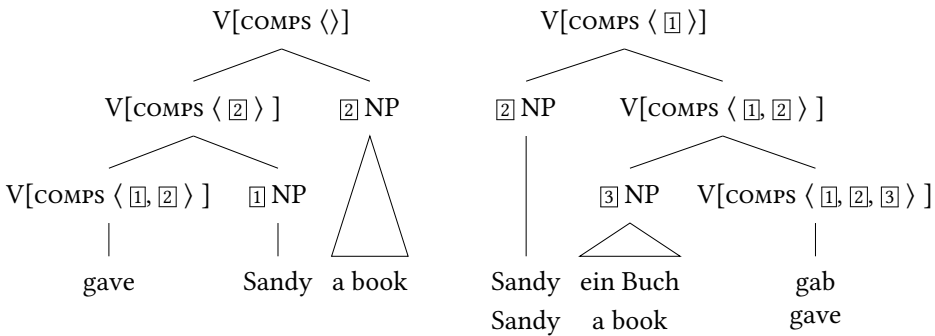 V[COMPS ⟨⟩] V[COMPS ⟨ 1 ⟩]
V[COMPS ⟨ 2 ⟩ ] 2 NP 2 NP V[COMPS ⟨ 1, 2 ⟩ ]
V[COMPS ⟨ 1, 2 ⟩ ] 1 NP 3 NP V[COMPS ⟨ 1, 2, 3 ⟩ ]
gave Sandy a book Sandy ein Buch gab
Sandy a book gave